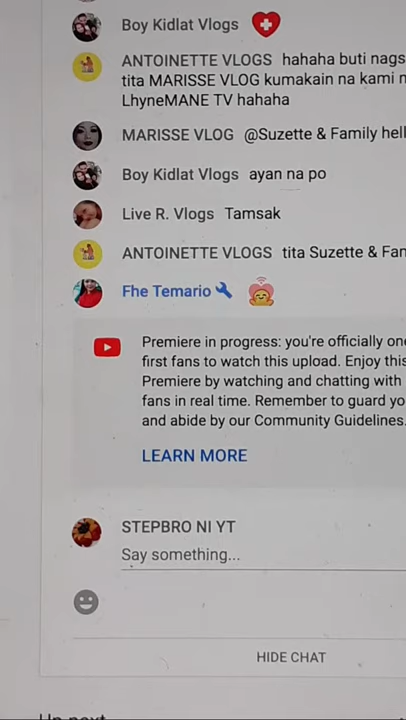 Boy Kidlat Vlogs
ANTOINETTE VLOGS hahaha buti nags
tita MARISSE VLOG kumakain na kami n
LhyneMANE TV hahaha
MARISSE VLOG @Suzette & Family hell
Boy Kidlat Vlogs ayan na po
Live R. Vlogs Tamsak
ANTOINETTE VLOGS tita Suzette & Fam
Fhe Temario
Premiere in progress: you're officially one
first fans to watch this upload. Enjoy this
Premiere by watching and chatting with
fans in real time. Remember to guard yo
and abide by our Community Guidelines.
LEARN MORE
STEPBRO NI YT
Say something...
HIDE CHAT
Up next